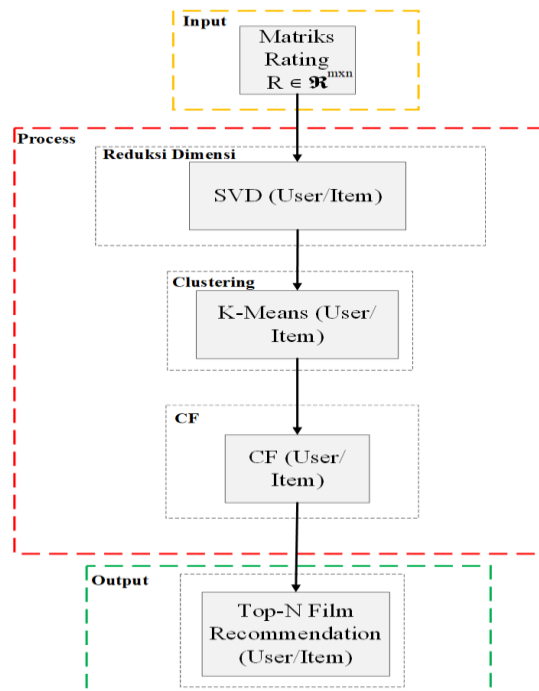 Input
Matriks
Rating
R ∈ ℜ^mxn
Process
Reduksi Dimensi
SVD (User/Item)
Clustering
K-Means (User/
Item)
CF
CF (User/
Item)
Output
Top-N Film
Recommendation
(User/Item)